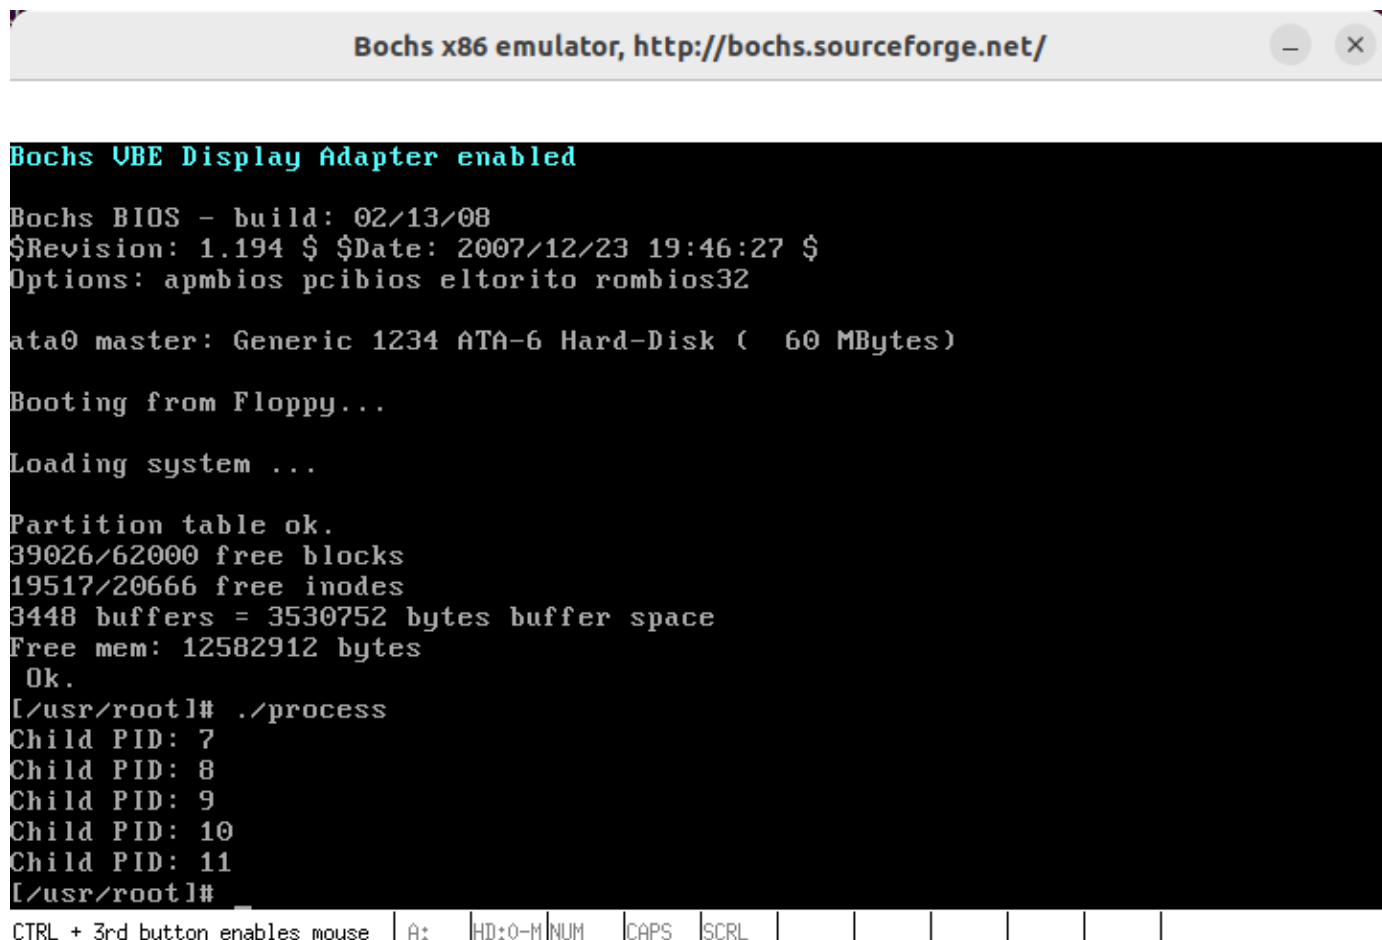 Bochs x86 emulator, http://bochs.sourceforge.net/
Bochs VBE Display Adapter enabled
Bochs BIOS - build: 02/13/08
$Revision: 1.194 $ $Date: 2007/12/23 19:46:27 $
Options: apmbios pcibios eltorito rombios32
ata0 master: Generic 1234 ATA-6 Hard-Disk (  60 MBytes)
Booting from Floppy...
Loading system ...
Partition table ok.
39026/62000 free blocks
19517/20666 free inodes
3448 buffers = 3530752 bytes buffer space
Free mem: 12582912 bytes
 Ok.
[/usr/root]# ./process
Child PID: 7
Child PID: 8
Child PID: 9
Child PID: 10
Child PID: 11
[/usr/root]# _
CTRL + 3rd button enables mouse A: HD:0-M NUM CAPS SCRL